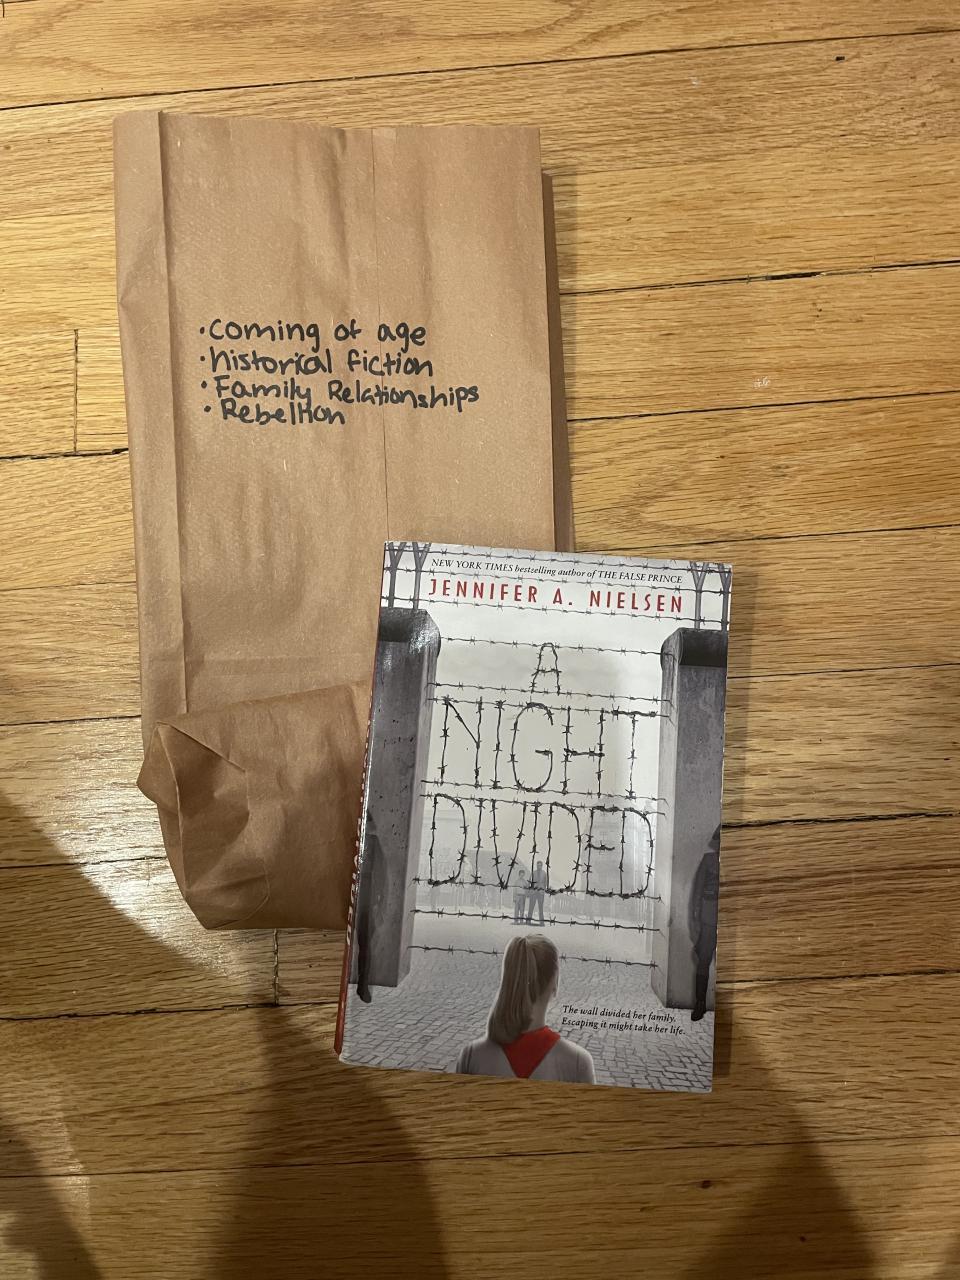 •Coming of age
•historical fiction
•Family Relationships
•Rebellion
NEW YORK TIMES bestselling author of THE FALSE PRINCE
JENNIFER A. NIELSEN
A
NIGHT
DIVIDED
The wall divided her family.
Escaping it might take her life.